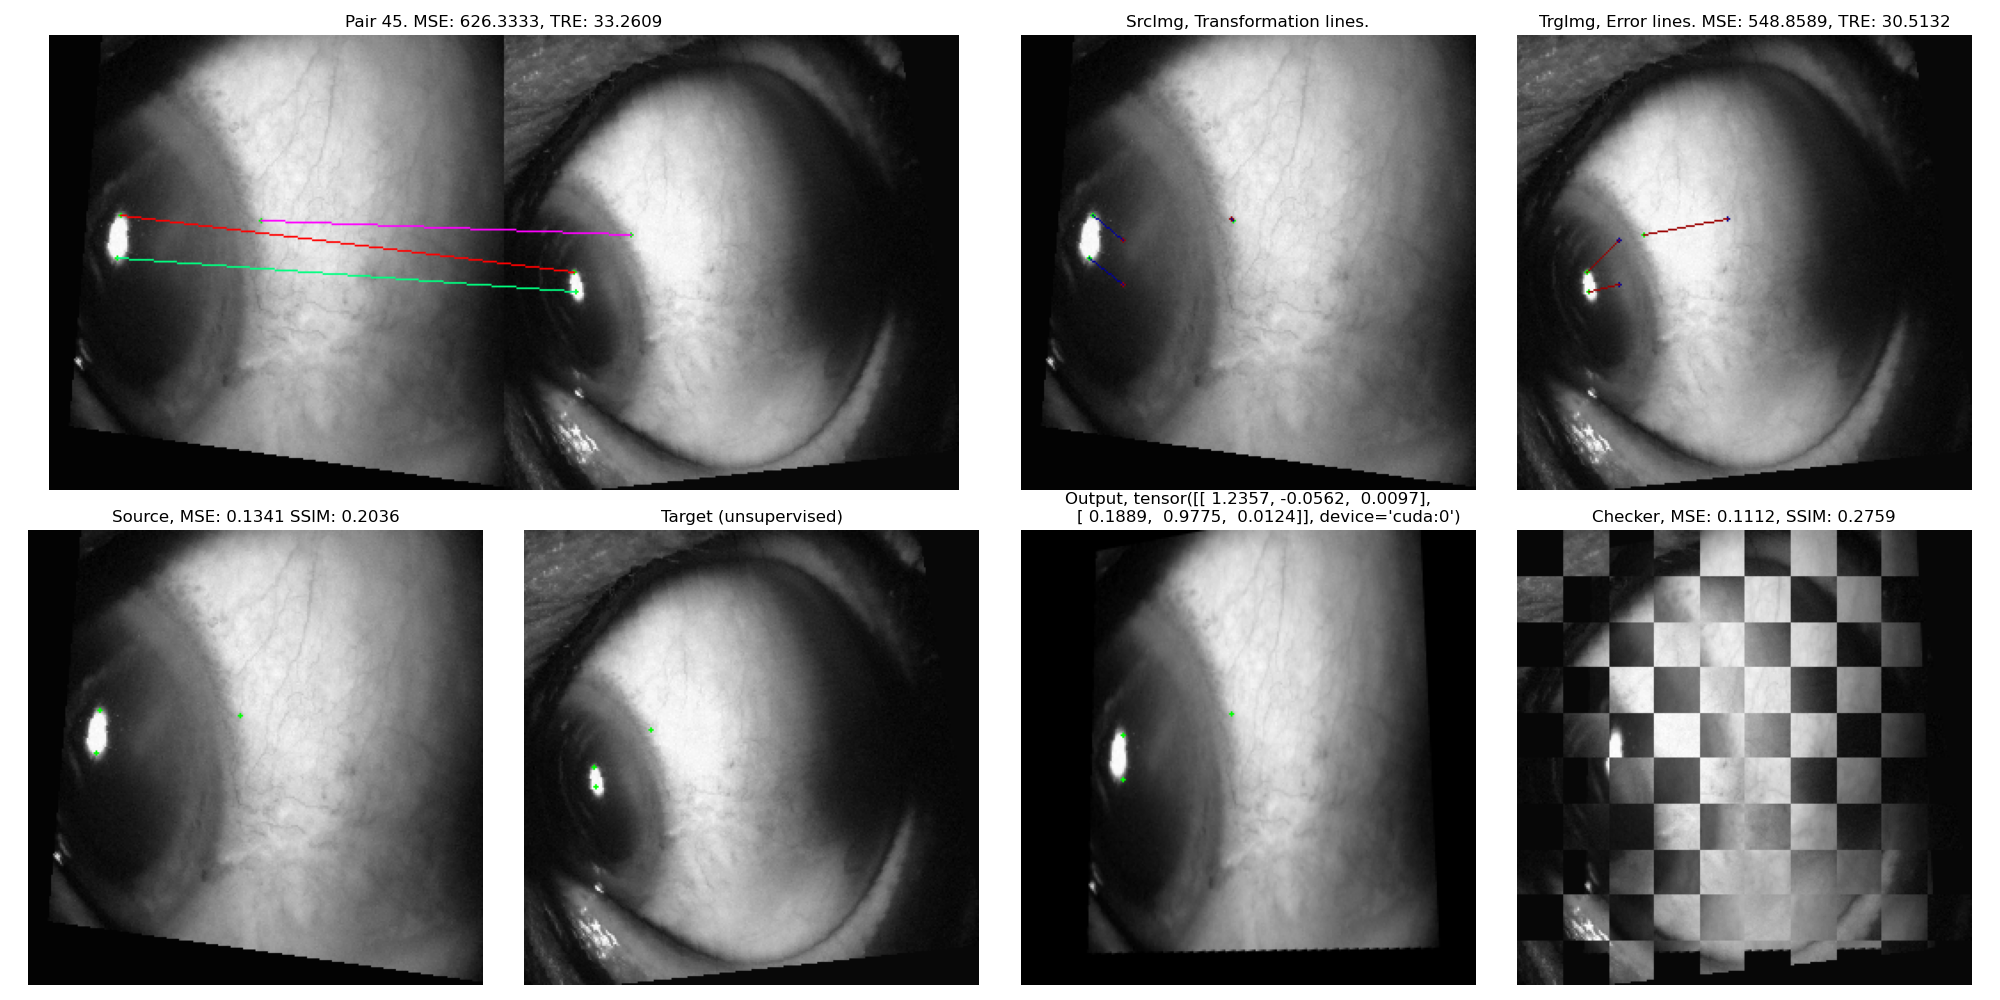 Pair 45. MSE: 626.3333, TRE: 33.2609
SrcImg, Transformation lines.
TrgImg, Error lines. MSE: 548.8589, TRE: 30.5132
Source, MSE: 0.1341 SSIM: 0.2036
Target (unsupervised)
Output, tensor([[ 1.2357, -0.0562,  0.0097],
[ 0.1889,  0.9775,  0.0124]], device='cuda:0')
Checker, MSE: 0.1112, SSIM: 0.2759